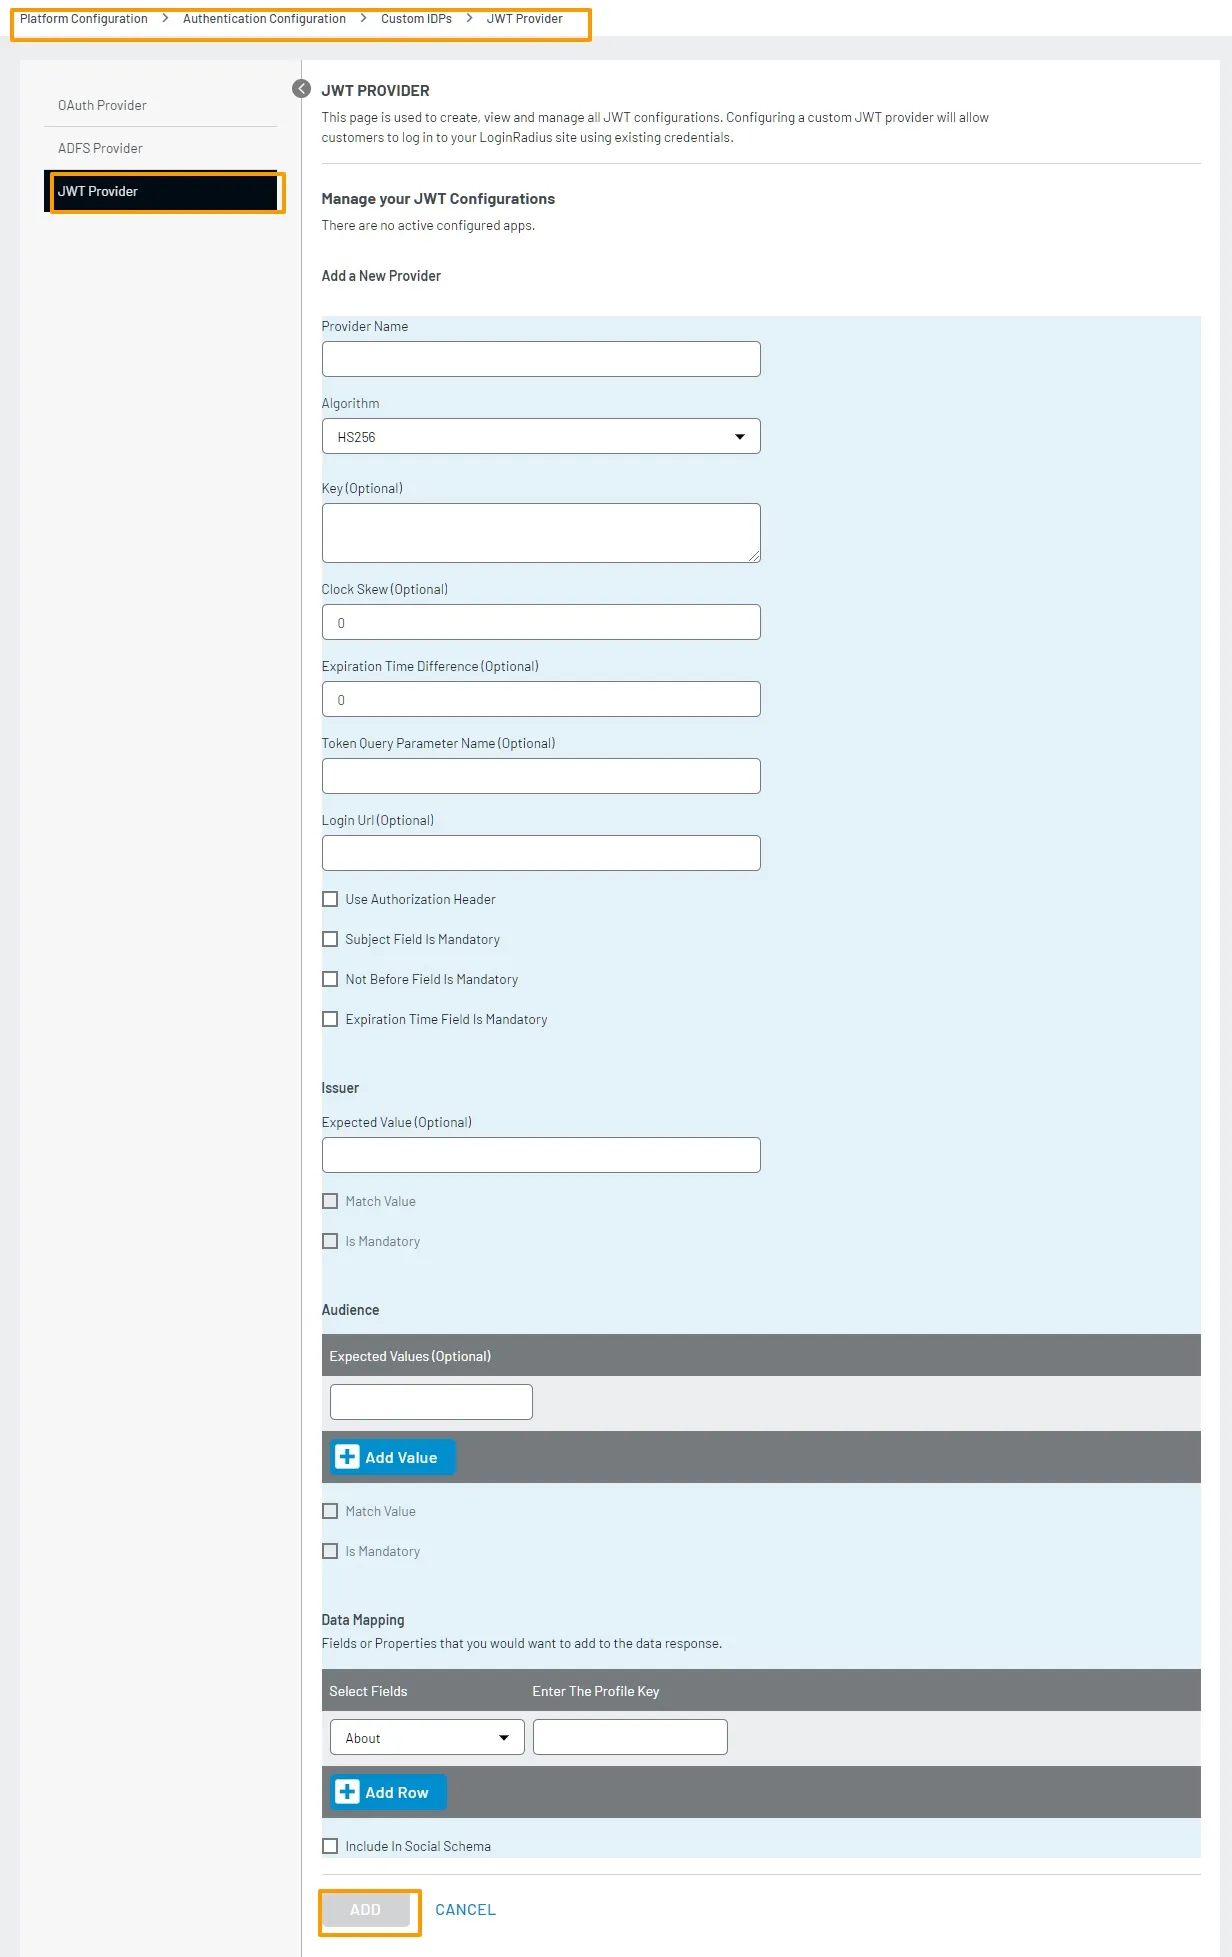 Platform Configuration > Authentication Configuration > Custom IDPs > JWT Provider
OAuth Provider
ADFS Provider
JWT Provider
JWT PROVIDER
This page is used to create, view and manage all JWT configurations. Configuring a custom JWT provider will allow
customers to log in to your LoginRadius site using existing credentials.
Manage your JWT Configurations
There are no active configured apps.
Add a New Provider
Provider Name
Algorithm
HS256
Key (Optional)
Clock Skew (Optional)
0
Expiration Time Difference (Optional)
0
Token Query Parameter Name (Optional)
Login Url (Optional)
Use Authorization Header
Subject Field Is Mandatory
Not Before Field Is Mandatory
Expiration Time Field Is Mandatory
Issuer
Expected Value (Optional)
Match Value
Is Mandatory
Audience
Expected Values (Optional)
Add Value
Match Value
Is Mandatory
Data Mapping
Fields or Properties that you would want to add to the data response.
Select Fields Enter The Profile Key
About
Add Row
Include In Social Schema
ADD CANCEL